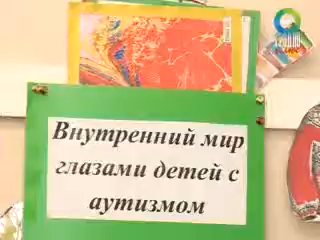 Внутренний мир
глазами детей с
аутизмом